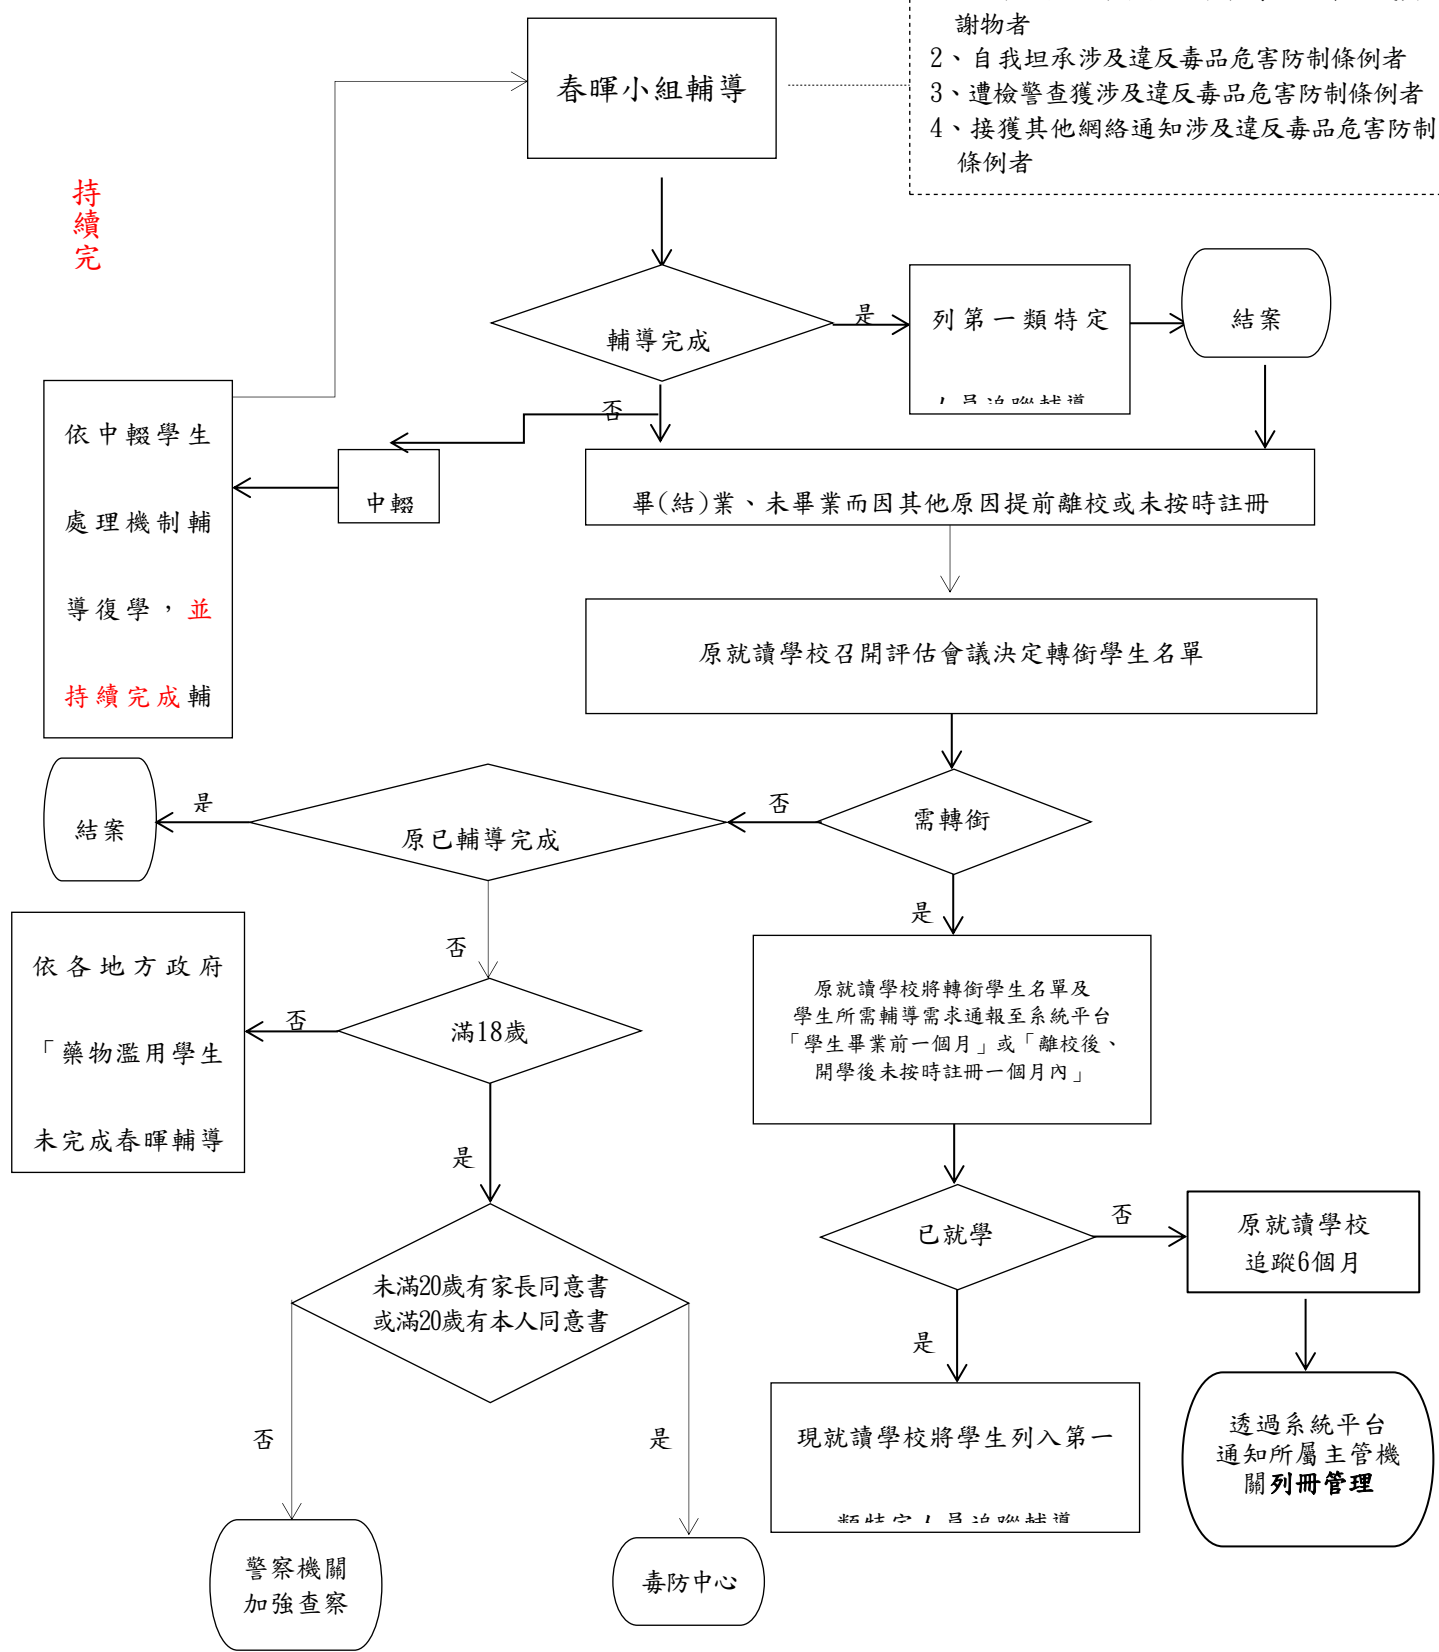 謝物者
2、自我坦承涉及違反毒品危害防制條例者
3、遭檢警查獲涉及違反毒品危害防制條例者
4、接獲其他網絡通知涉及違反毒品危害防制
條例者
春暉小組輔導
持
續
完
輔導完成
是
列第一類特定
人員追蹤輔導
結案
否
中輟
依中輟學生
處理機制輔
導復學，並
持續完成輔
畢(結)業、未畢業而因其他原因提前離校或未按時註冊
原就讀學校召開評估會議決定轉銜學生名單
需轉銜
否
原已輔導完成
是
結案
是
否
原就讀學校將轉銜學生名單及
學生所需輔導需求通報至系統平台
「學生畢業前一個月」或「離校後、
開學後未按時註冊一個月內」
滿18歲
否
依各地方政府
「藥物濫用學生
未完成春暉輔導
是
未滿20歲有家長同意書
或滿20歲有本人同意書
已就學
否
原就讀學校
追蹤6個月
是
現就讀學校將學生列入第一
類特定人員追蹤輔導
透過系統平台
通知所屬主管機
關列冊管理
否
是
警察機關
加強查察
毒防中心